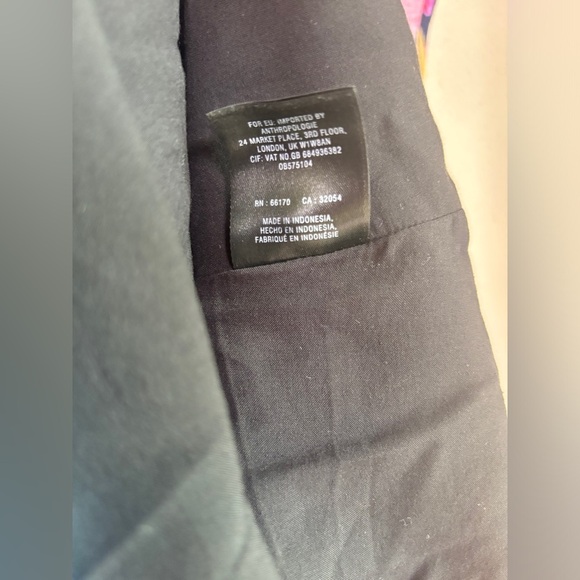 FOR EU: IMPORTED BY
ANTHROPOLOGIE
24 MARKET PLACE, 3RD FLOOR,
LONDON, UK W1W8AN
CIF: VAT NO.GB 684936382
08575104
RN : 66170 CA : 32054
MADE IN INDONESIA,
HECHO EN INDONESIA,
FABRIQUÉ EN INDONÉSIE